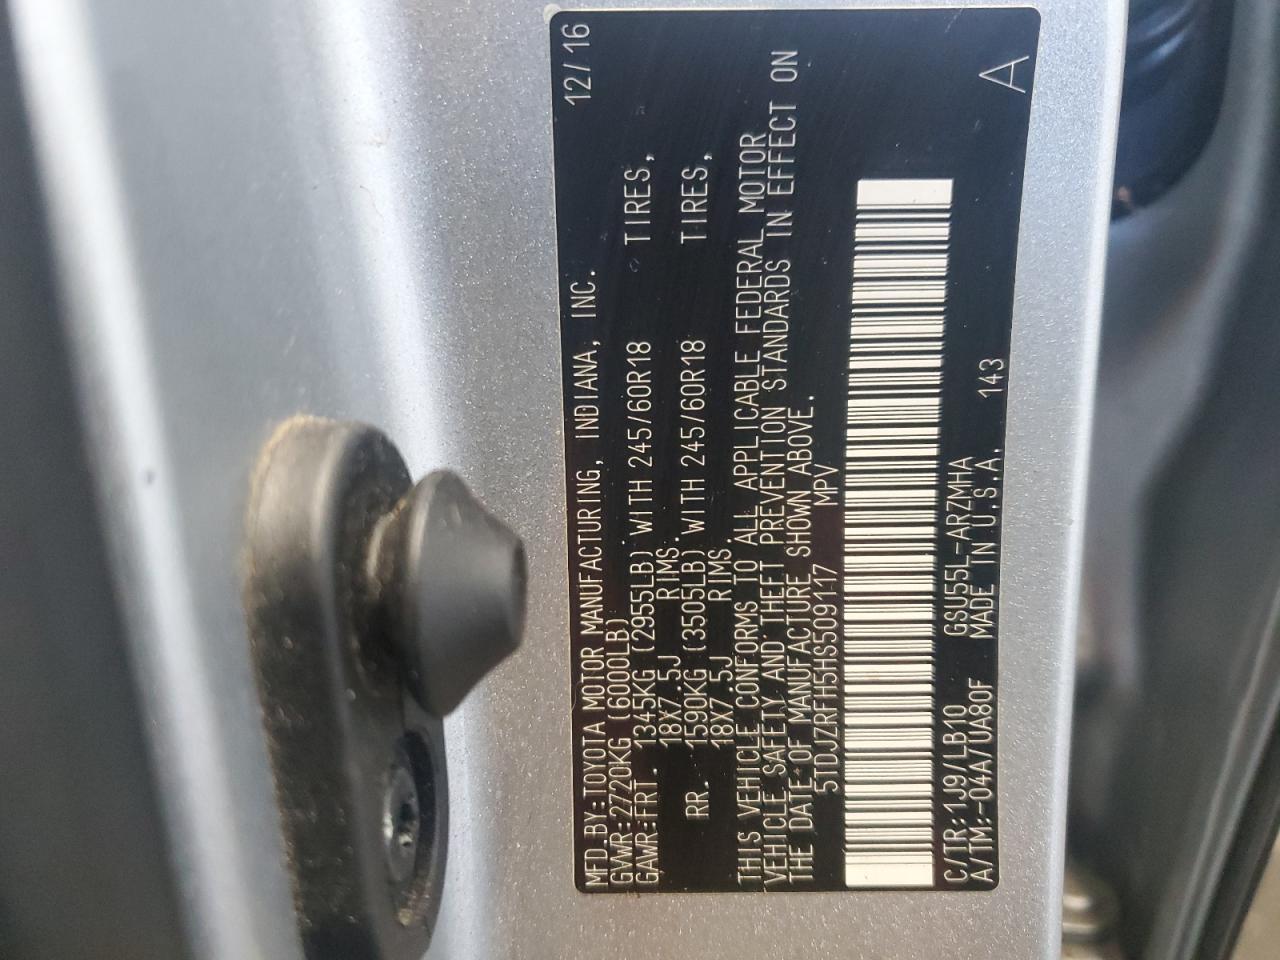 MFD.BY:TOYOTA MOTOR MANUFACTURING, INDIANA, INC. 12/16
GVWR:2720KG (6000LB)
GAWR:FRT. 1345KG (2955LB) WITH 245/60R18 TIRES,
18X7.5J RIMS.
RR. 1590KG (3505LB) WITH 245/60R18 TIRES,
18X7.5J RIMS.
THIS VEHICLE CONFORMS TO ALL APPLICABLE FEDERAL MOTOR
VEHICLE SAFETY AND THEFT PREVENTION STANDARDS IN EFFECT ON
THE DATE OF MANUFACTURE SHOWN ABOVE.
5TDJZRFH5HS509117 MPV
C/TR:1J9/LB10 GSU55L-ARZMHA
A/TM:-04A/UA80F MADE IN U.S.A. 143
A